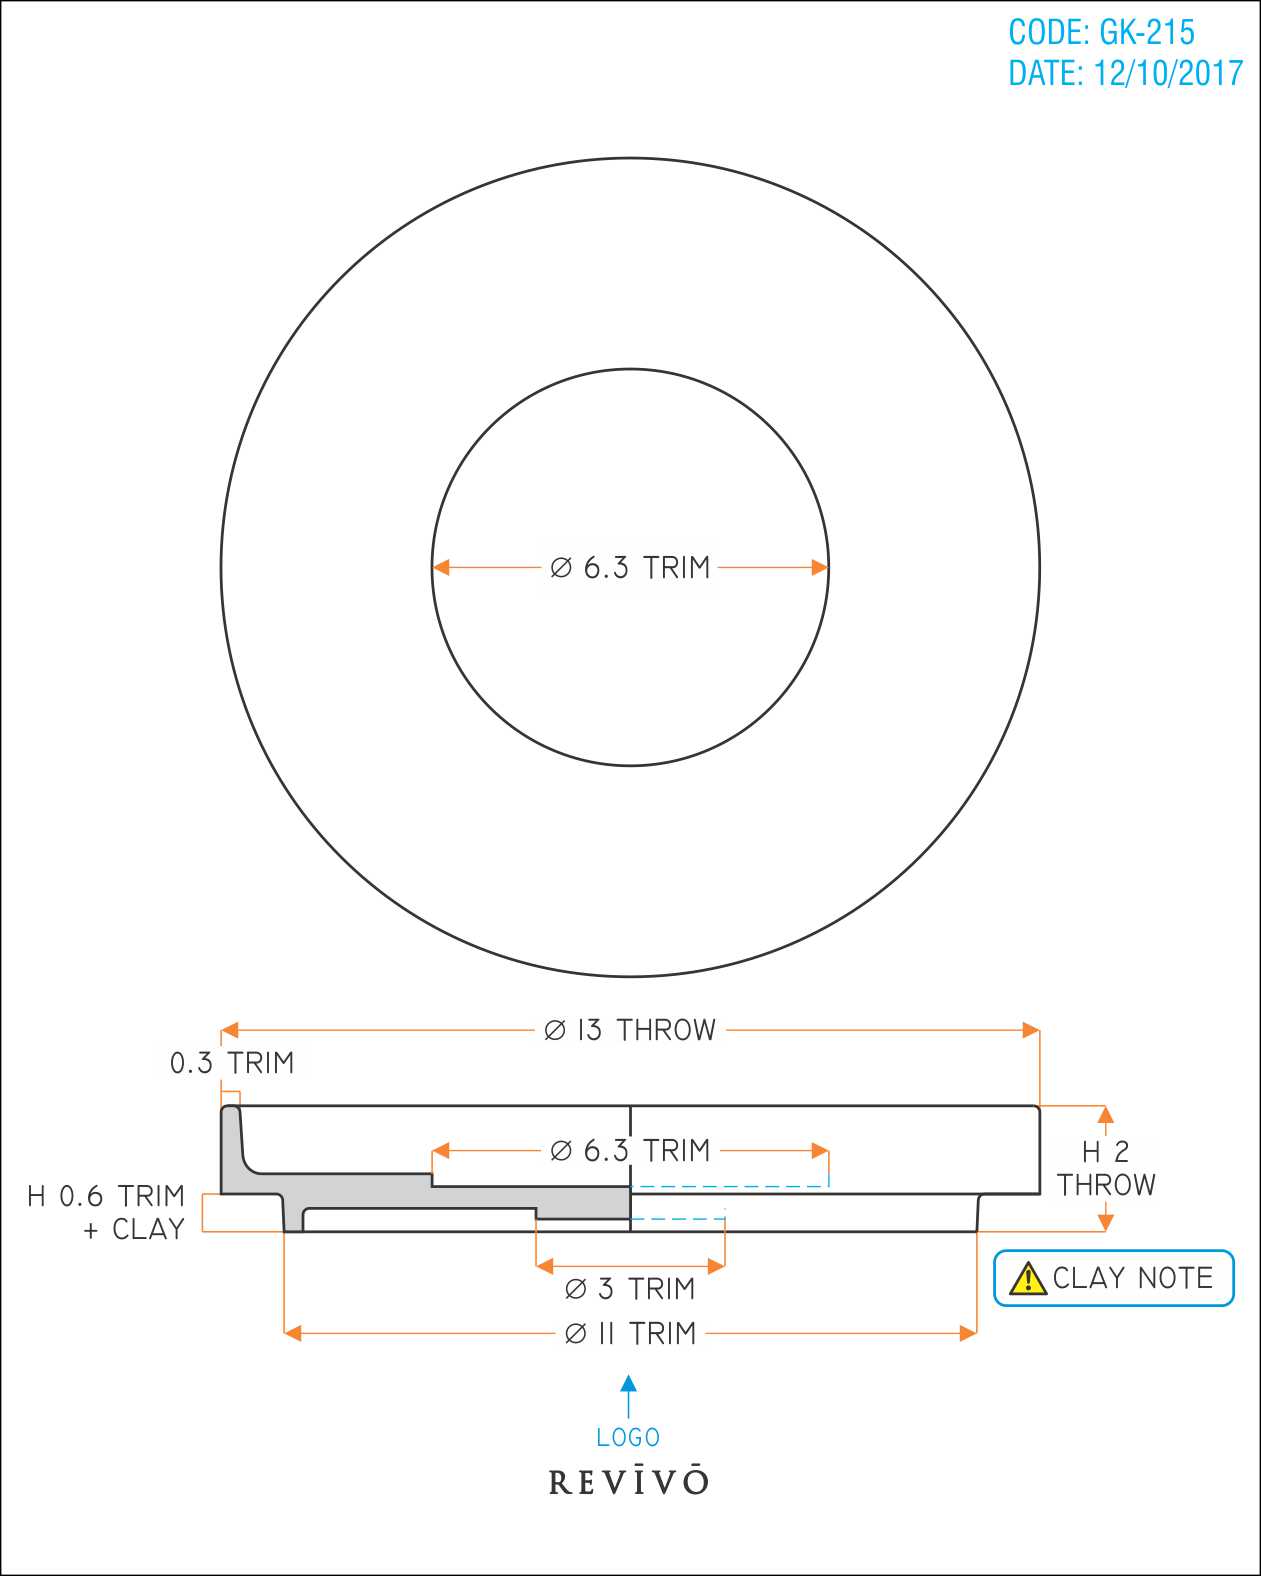 CODE: GK-215
DATE: 12/10/2017
Ø 6.3 TRIM
Ø 13 THROW
0.3 TRIM
Ø 6.3 TRIM
H 2
THROW
H 0.6 TRIM
+ CLAY
CLAY NOTE
Ø 3 TRIM
Ø 11 TRIM
LOGO
REVĪVŌ